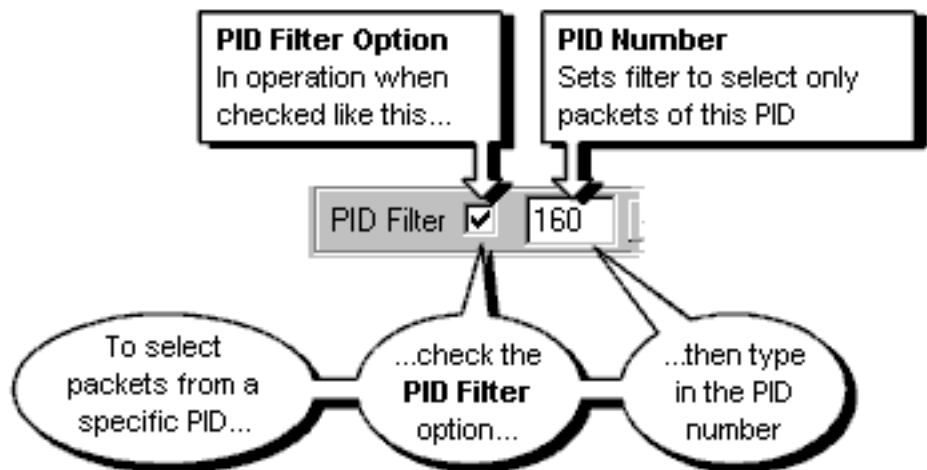 PID Filter Option
In operation when
checked like this...
PID Number
Sets filter to select only
packets of this PID
PID Filter 160
To select
packets from a
specific PID...
...check the
PID Filter
option...
...then type
in the PID
number